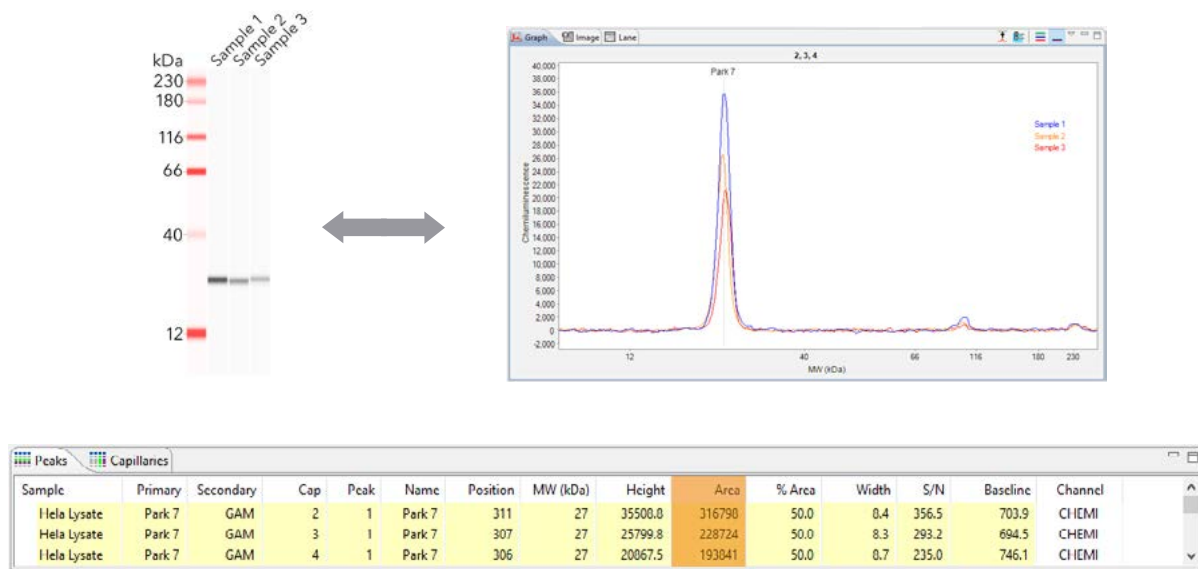 Sample 1
Sample 2
Sample 3
kDa
230
180
116
66
40
12
Graph Image Lane
2, 3, 4
Park 7
40.000
38.000
36.000
34.000
32.000
30.000
28.000
26.000
24.000
22.000
20.000
18.000
16.000
14.000
12.000
10.000
8.000
6.000
4.000
2.000
0
-2.000
Chemiluminescence
Sample 1
Sample 2
Sample 3
12 40 66 116 180 230
MW (kDa)
Peaks Capillaries
Sample Primary Secondary Cap Peak Name Position MW (kDa) Height Area % Area Width S/N Baseline Channel
Hela Lysate Park 7 GAM 2 1 Park 7 311 27 35508.8 316798 50.0 8.4 356.5 703.9 CHEMI
Hela Lysate Park 7 GAM 3 1 Park 7 307 27 25799.8 228724 50.0 8.3 293.2 694.5 CHEMI
Hela Lysate Park 7 GAM 4 1 Park 7 306 27 20867.5 193841 50.0 8.7 235.0 746.1 CHEMI